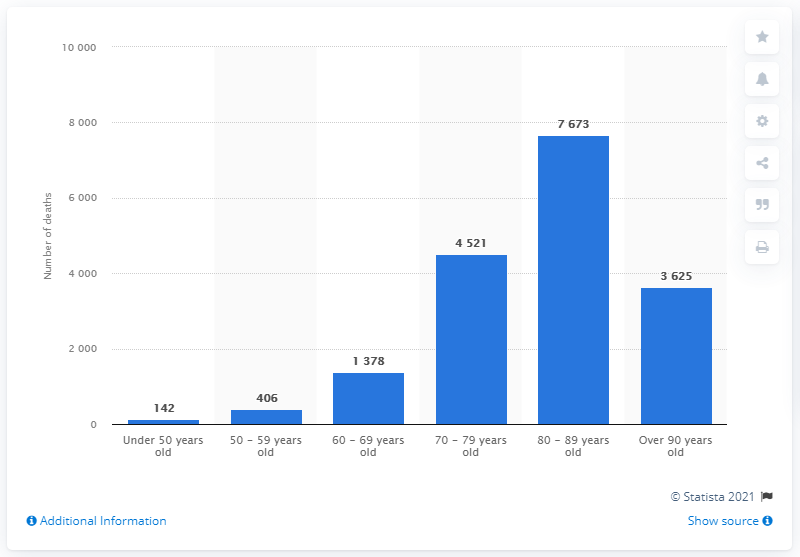 10 000
8 000
6 000
4 000
2 000
0
Number of deaths
142
406
1 378
4 521
7 673
3 625
Under 50 years
old
50 – 59 years
old
60 – 69 years
old
70 – 79 years
old
80 – 89 years
old
Over 90 years
old
© Statista 2021
Additional Information
Show source